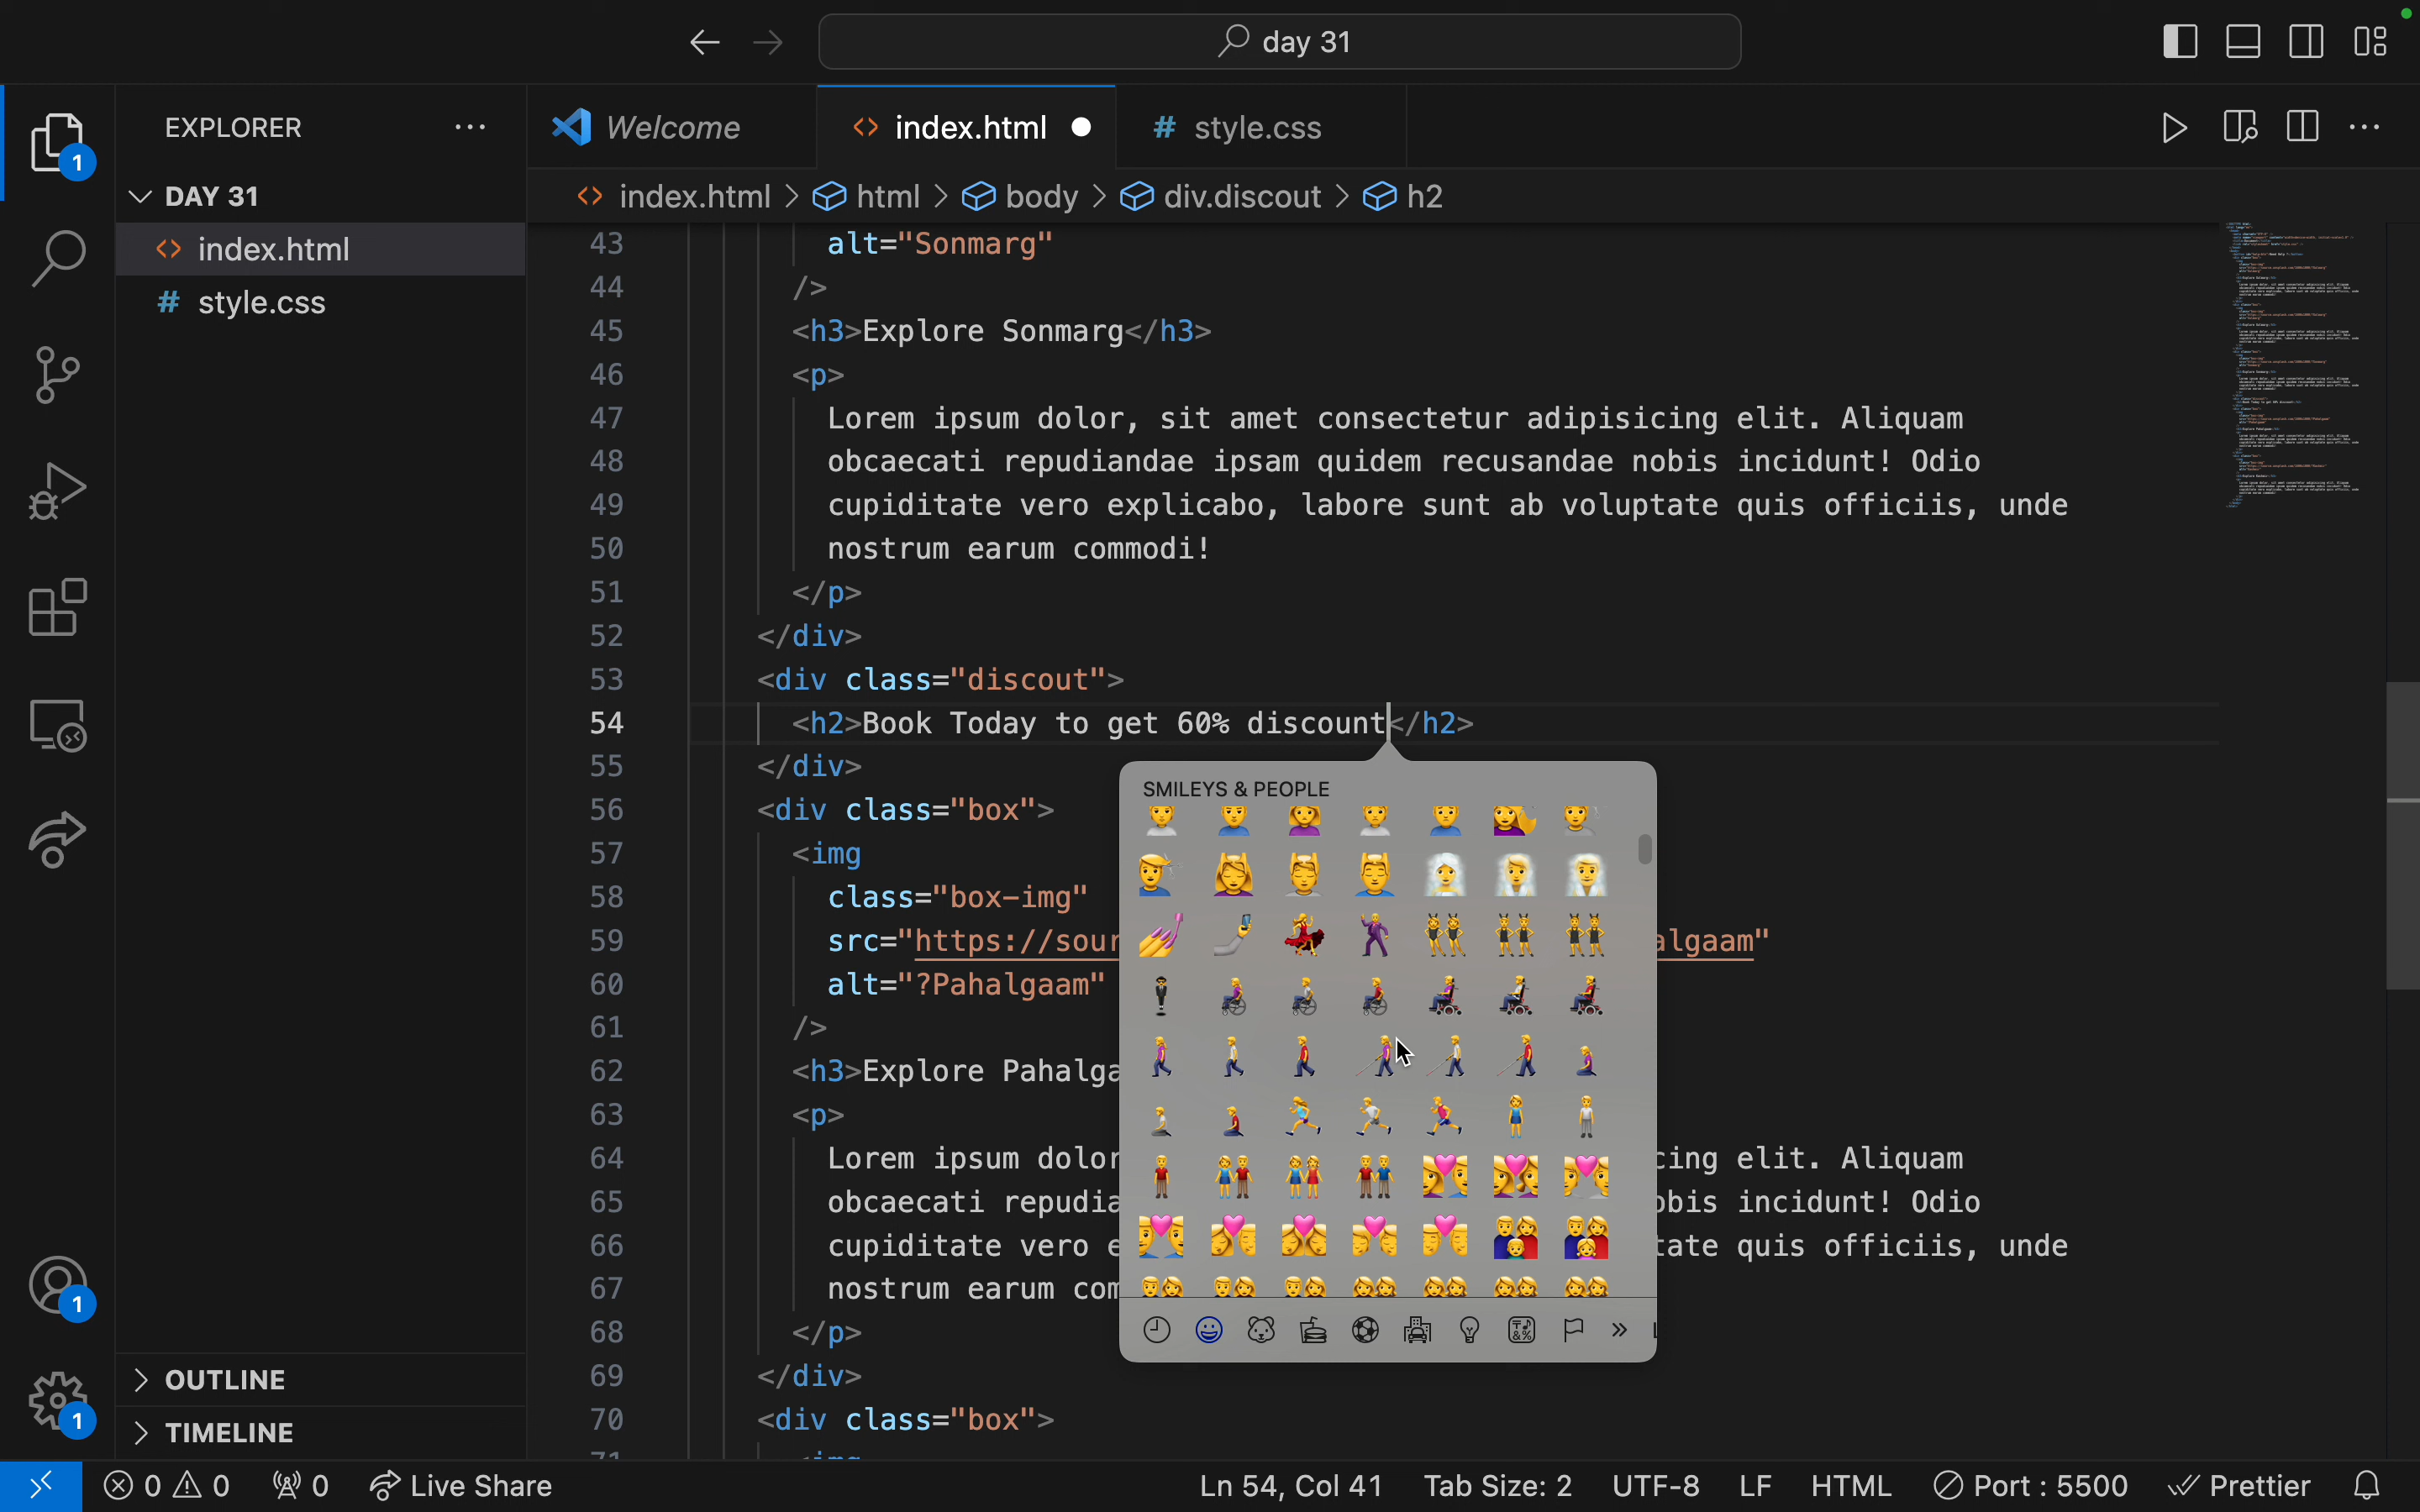 day 31
EXPLORER
Welcome
index.html
style.css
1
DAY 31
index.html > html > body > div.discout > h2
index.html
style.css
43 alt="Sonmarg"
44 />
45 <h3>Explore Sonmarg</h3>
46 <p>
47 Lorem ipsum dolor, sit amet consectetur adipisicing elit. Aliquam
48 obcaecati repudiandae ipsam quidem recusandae nobis incidunt! Odio
49 cupiditate vero explicabo, labore sunt ab voluptate quis officiis, unde
50 nostrum earum commodi!
51 </p>
52 </div>
53 <div class="discout">
54 <h2>Book Today to get 60% discount</h2>
55 </div>
SMILEYS & PEOPLE
56 <div class="box">
57 <img
58 class="box-img"
59 src="https://sour algaam"
60 alt="?Pahalgaam"
61 />
62 <h3>Explore Pahalga
63 <p>
64 Lorem ipsum dolor cing elit. Aliquam
65 obcaecati repudia obis incidunt! Odio
66 cupiditate vero e tate quis officiis, unde
67 nostrum earum com
68 </p>
69 </div>
70 <div class="box">
71 <img
1
1
OUTLINE
TIMELINE
0 0 0 Live Share Ln 54, Col 41 Tab Size: 2 UTF-8 LF HTML Port : 5500 Prettier